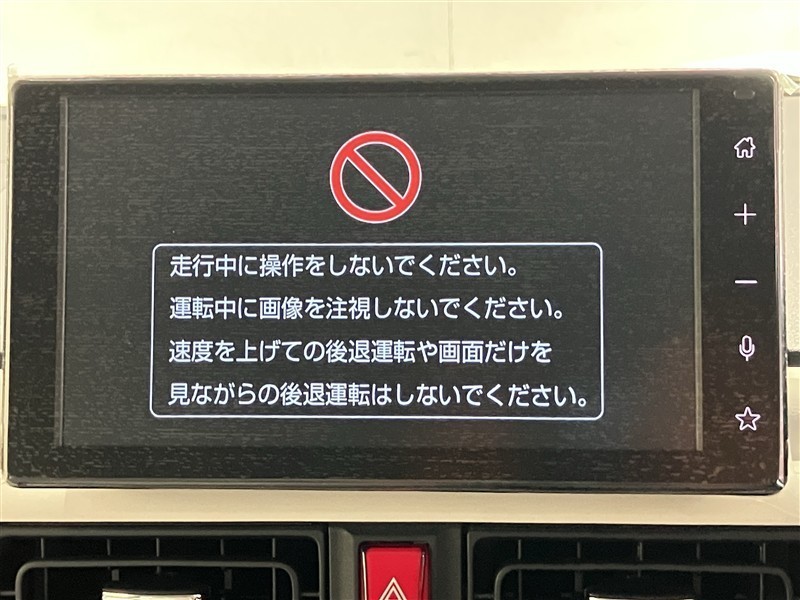 走行中に操作をしないでください。
運転中に画像を注視しないでください。
速度を上げての後退運転や画面だけを
見ながらの後退運転はしないでください。